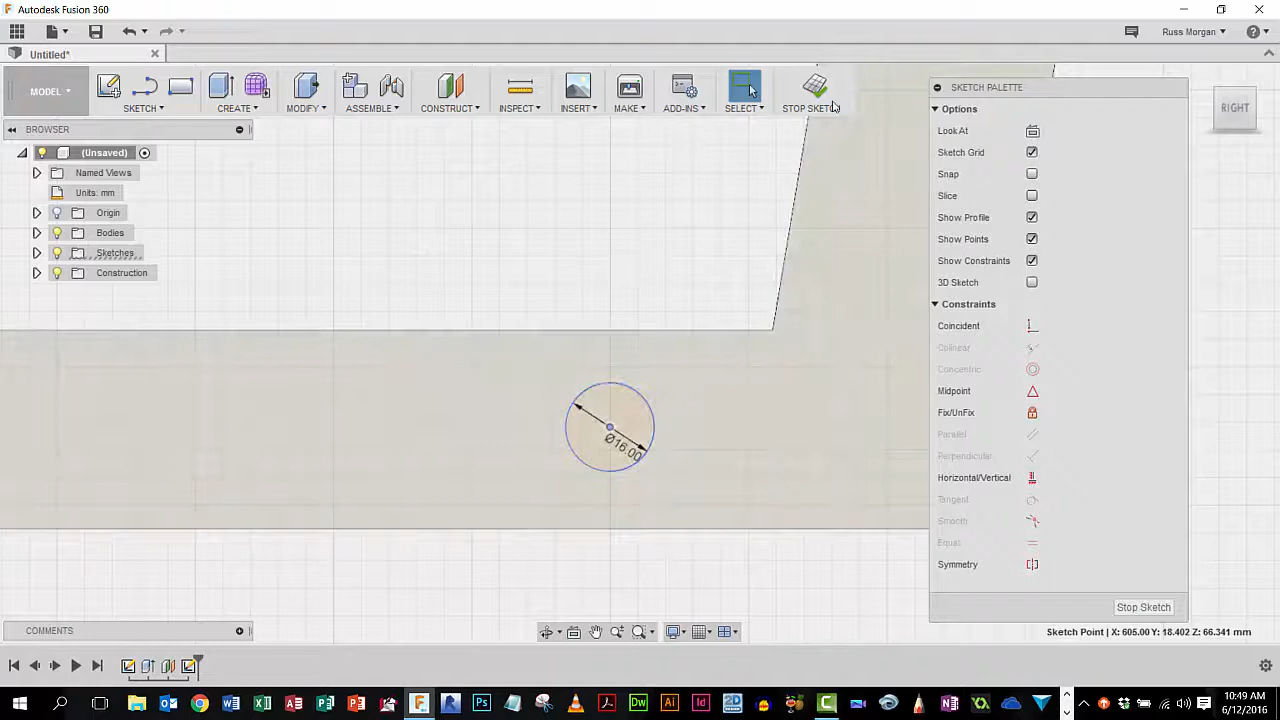 Autodesk Fusion 360
Russ Morgan
Untitled*
MODEL
SKETCH
CREATE
MODIFY
ASSEMBLE
CONSTRUCT
INSPECT
INSERT
MAKE
ADD-INS
SELECT
STOP SKETCH
BROWSER
(Unsaved)
Named Views
Units: mm
Origin
Bodies
Sketches
Construction
SKETCH PALETTE
Options
Look At
Sketch Grid
Snap
Slice
Show Profile
Show Points
Show Constraints
3D Sketch
Constraints
Coincident
Colinear
Concentric
Midpoint
Fix/UnFix
Parallel
Perpendicular
Horizontal/Vertical
Tangent
Smooth
Equal
Symmetry
Stop Sketch
RIGHT
Ø16.00
COMMENTS
Sketch Point | X: 605.00 Y: 18.402 Z: 66.341 mm
10:49 AM
6/12/2016